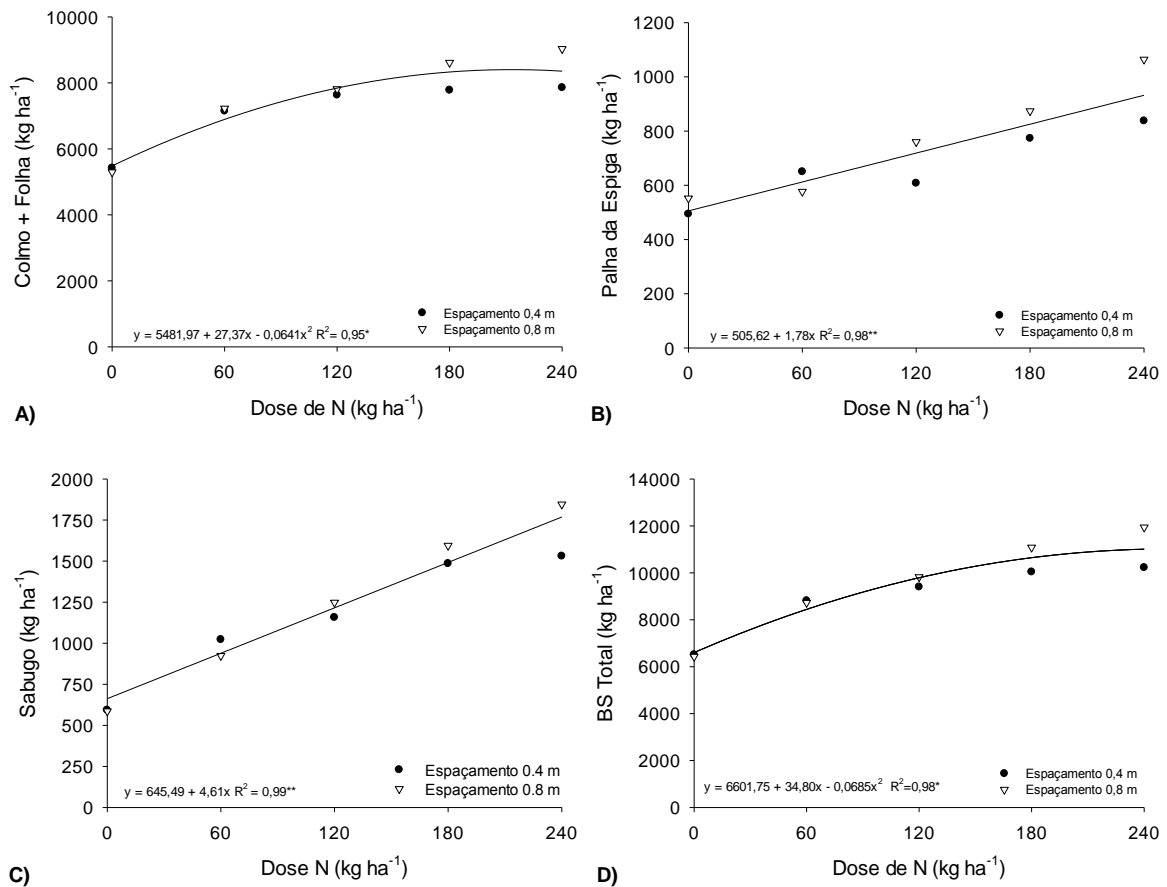 10000
8000
6000
4000
2000
0
Colmo + Folha (kg ha⁻¹)
Espaçamento 0,4 m
Espaçamento 0,8 m
y = 5481,97 + 27,37x - 0,0641x² R²= 0,95*
0 60 120 180 240
Dose de N (kg ha⁻¹)
A)
1200
1000
800
600
400
200
0
Palha da Espiga (kg ha⁻¹)
Espaçamento 0,4 m
Espaçamento 0,8 m
y = 505,62 + 1,78x R²= 0,98**
0 60 120 180 240
Dose N (kg ha⁻¹)
B)
2000
1750
1500
1250
1000
750
500
250
0
Sabugo (kg ha⁻¹)
Espaçamento 0.4 m
Espaçamento 0.8 m
y = 645,49 + 4,61x R² = 0,99**
0 60 120 180 240
Dose N (kg ha⁻¹)
C)
14000
12000
10000
8000
6000
4000
2000
0
BS Total (kg ha⁻¹)
Espaçamento 0,4 m
Espaçamento 0,8 m
y = 6601,75 + 34,80x - 0,0685x² R²=0,98*
0 60 120 180 240
Dose de N (kg ha⁻¹)
D)